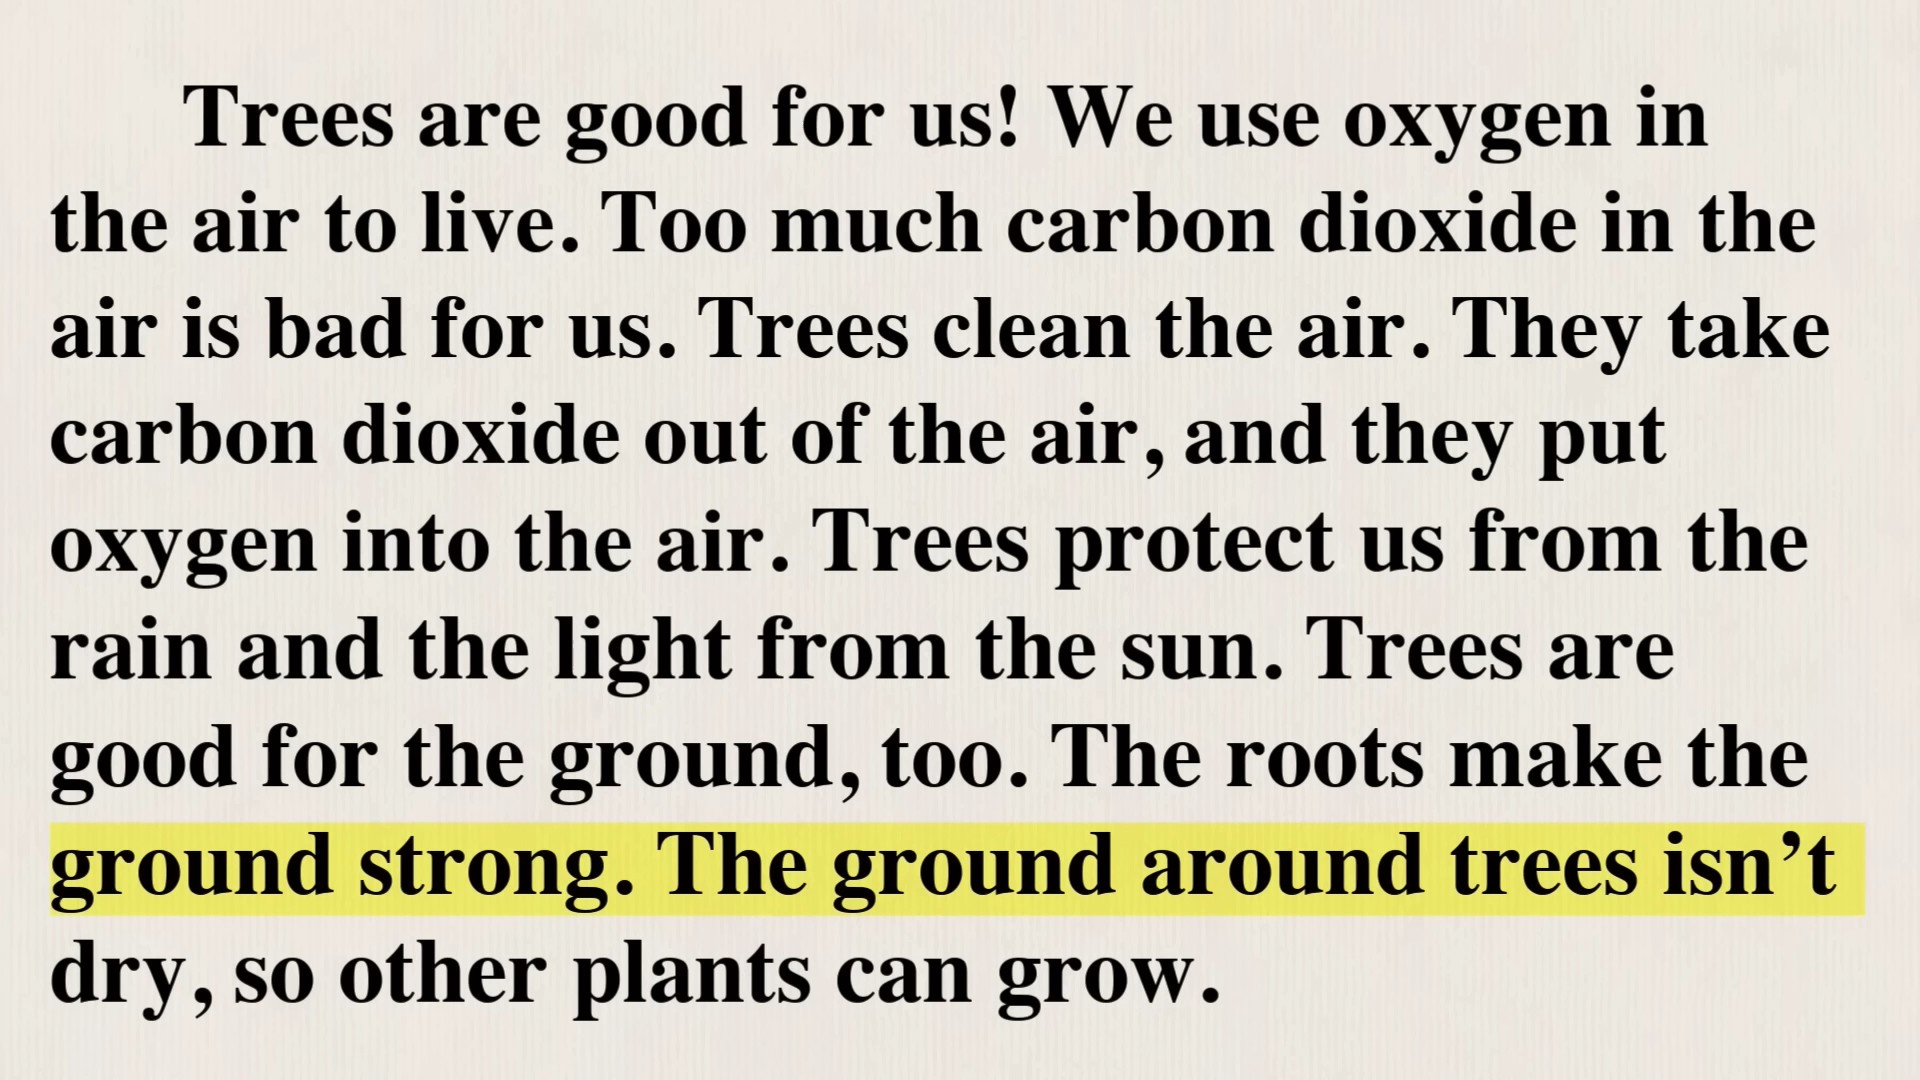 Trees are good for us! We use oxygen in
the air to live. Too much carbon dioxide in the
air is bad for us. Trees clean the air. They take
carbon dioxide out of the air, and they put
oxygen into the air. Trees protect us from the
rain and the light from the sun. Trees are
good for the ground, too. The roots make the
ground strong. The ground around trees isn’t
dry, so other plants can grow.